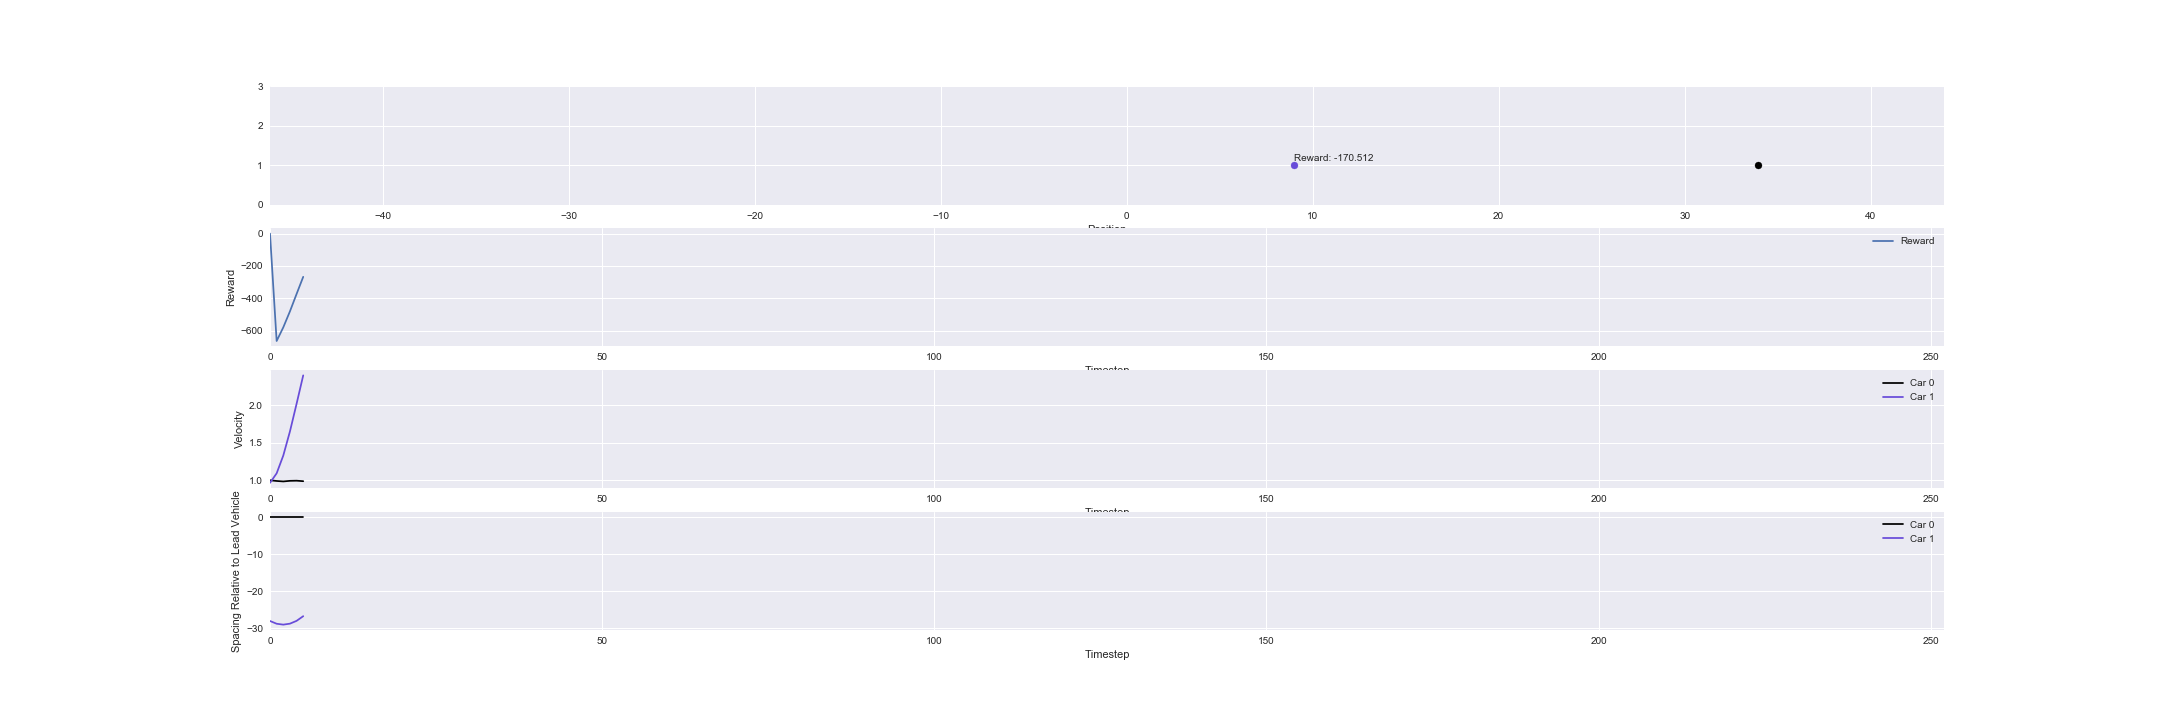 3
2
Reward: -170.512
1
0
−40 −30 −20 −10 0 10 20 30 40
Position
0
Reward
−200
Reward
−400
−600
0 50 100 150 200 250
Timestep
Car 0
Car 1
2.0
Velocity
1.5
1.0
0 50 100 150 200 250
Timestep
0
Car 0
Car 1
−10
Spacing Relative to Lead Vehicle
−20
−30
0 50 100 150 200 250
Timestep